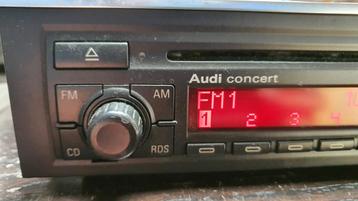 Audi concert
FM AM
FM1
1 2 3 4
CD RDS